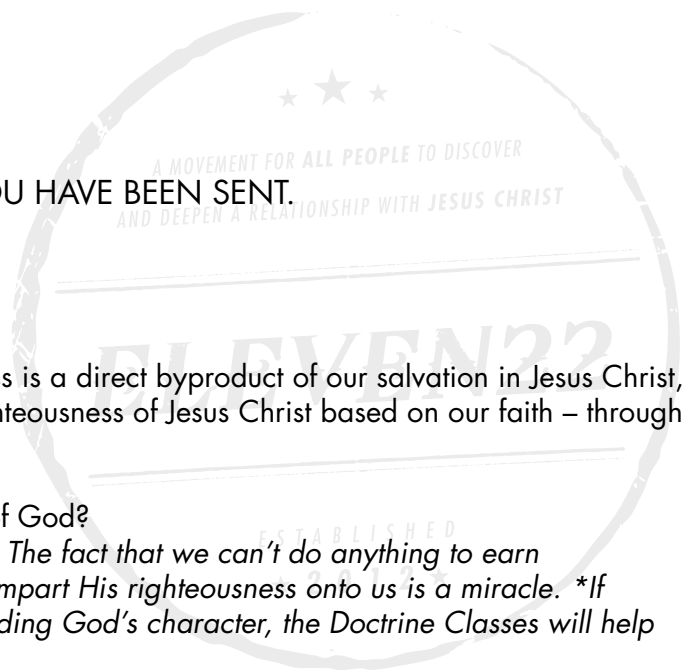 A MOVEMENT FOR ALL PEOPLE TO DISCOVER
OU HAVE BEEN SENT.
AND DEEPEN A RELATIONSHIP WITH JESUS CHRIST
ELEVEN22
ss is a direct byproduct of our salvation in Jesus Christ,
hteousness of Jesus Christ based on our faith – through
f God?
ESTABLISHED
The fact that we can't do anything to earn
mpart His righteousness onto us is a miracle. *If
★ 2012 ★
ding God's character, the Doctrine Classes will help